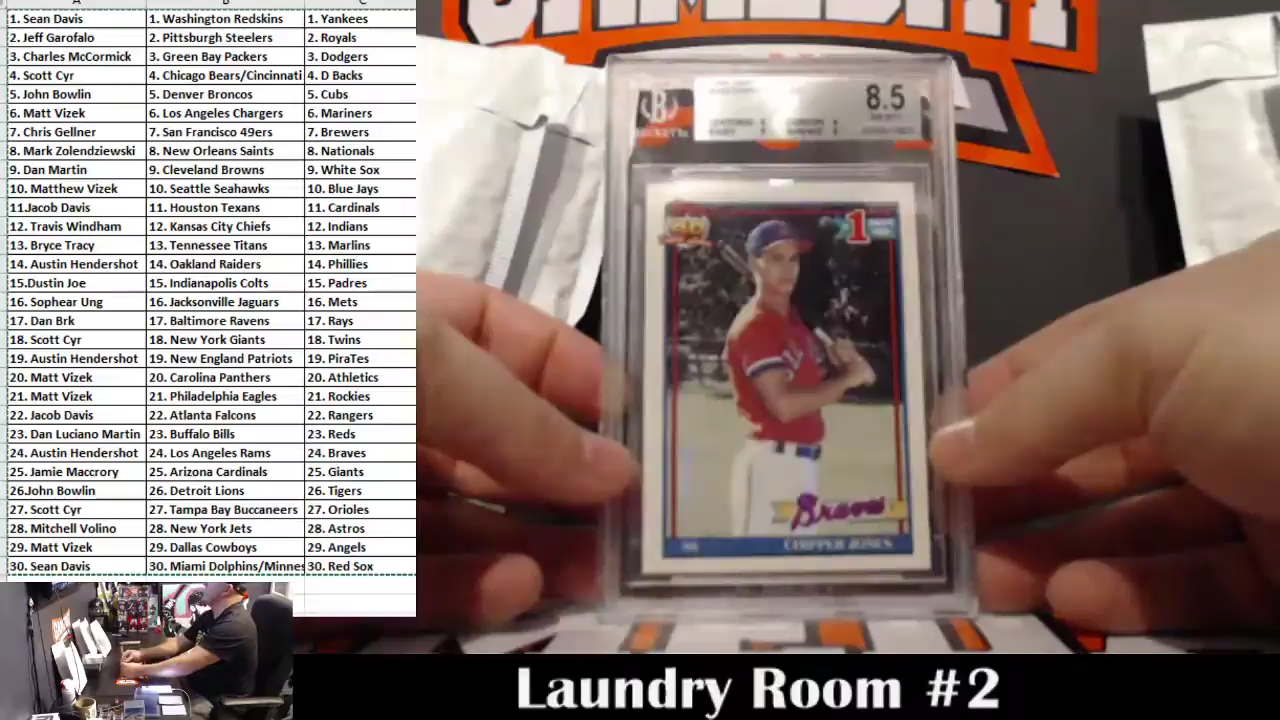 1. Sean Davis 1. Washington Redskins 1. Yankees
2. Jeff Garofalo 2. Pittsburgh Steelers 2. Royals
3. Charles McCormick 3. Green Bay Packers 3. Dodgers
4. Scott Cyr 4. Chicago Bears/Cincinnati 4. D Backs
5. John Bowlin 5. Denver Broncos 5. Cubs
6. Matt Vizek 6. Los Angeles Chargers 6. Mariners
7. Chris Gellner 7. San Francisco 49ers 7. Brewers
8. Mark Zolendziewski 8. New Orleans Saints 8. Nationals
9. Dan Martin 9. Cleveland Browns 9. White Sox
10. Matthew Vizek 10. Seattle Seahawks 10. Blue Jays
11.Jacob Davis 11. Houston Texans 11. Cardinals
12. Travis Windham 12. Kansas City Chiefs 12. Indians
13. Bryce Tracy 13. Tennessee Titans 13. Marlins
14. Austin Hendershot 14. Oakland Raiders 14. Phillies
15.Dustin Joe 15. Indianapolis Colts 15. Padres
16. Sophear Ung 16. Jacksonville Jaguars 16. Mets
17. Dan Brk 17. Baltimore Ravens 17. Rays
18. Scott Cyr 18. New York Giants 18. Twins
19. Austin Hendershot 19. New England Patriots 19. PiraTes
20. Matt Vizek 20. Carolina Panthers 20. Athletics
21. Matt Vizek 21. Philadelphia Eagles 21. Rockies
22. Jacob Davis 22. Atlanta Falcons 22. Rangers
23. Dan Luciano Martin 23. Buffalo Bills 23. Reds
24. Austin Hendershot 24. Los Angeles Rams 24. Braves
25. Jamie Maccrory 25. Arizona Cardinals 25. Giants
26.John Bowlin 26. Detroit Lions 26. Tigers
27. Scott Cyr 27. Tampa Bay Buccaneers 27. Orioles
28. Mitchell Volino 28. New York Jets 28. Astros
29. Matt Vizek 29. Dallas Cowboys 29. Angels
30. Sean Davis 30. Miami Dolphins/Minnes 30. Red Sox
GAMEDAY
8.5
#1
Braves
CHIPPER JONES
Laundry Room #2